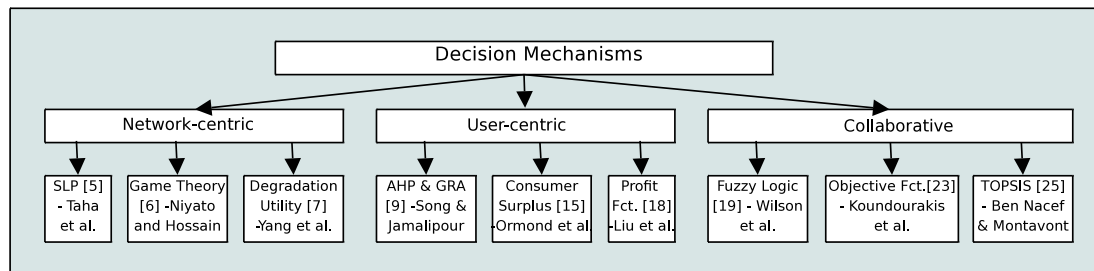 Decision Mechanisms
Network-centric
User-centric
Collaborative
SLP [5]
- Taha
et al.
Game Theory
[6] -Niyato
and Hossain
Degradation
Utility [7]
-Yang et al.
AHP & GRA
[9] -Song &
Jamalipour
Consumer
Surplus [15]
-Ormond et al.
Profit
Fct. [18]
-Liu et al.
Fuzzy Logic
[19] - Wilson
et al.
Objective Fct.[23]
- Koundourakis
et al.
TOPSIS [25]
- Ben Nacef
& Montavont